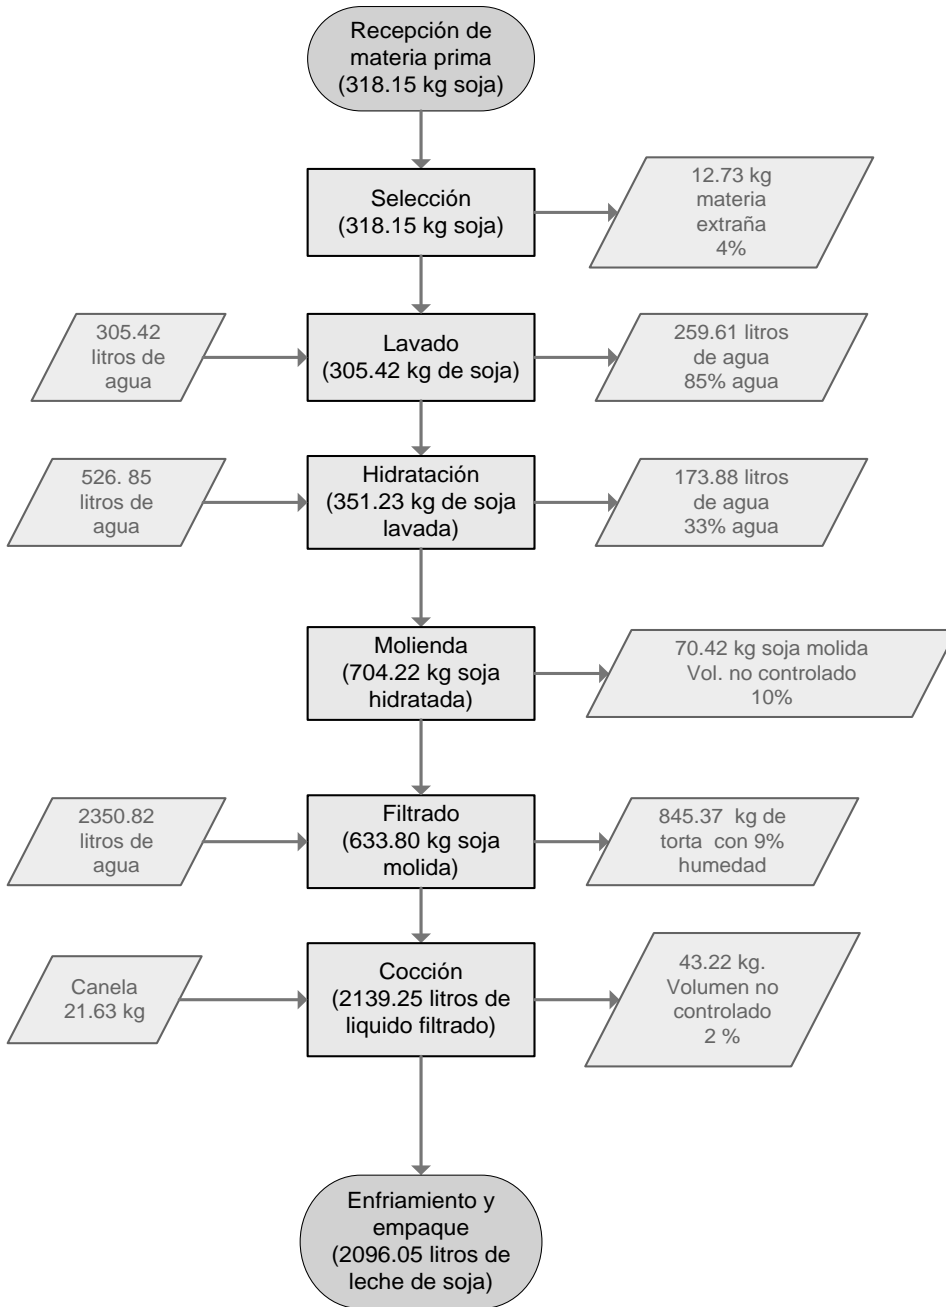 Recepción de
materia prima
(318.15 kg soja)
Selección
(318.15 kg soja)
12.73 kg
materia
extraña
4%
305.42
litros de
agua
Lavado
(305.42 kg de soja)
259.61 litros
de agua
85% agua
526. 85
litros de
agua
Hidratación
(351.23 kg de soja
lavada)
173.88 litros
de agua
33% agua
Molienda
(704.22 kg soja
hidratada)
70.42 kg soja molida
Vol. no controlado
10%
2350.82
litros de
agua
Filtrado
(633.80 kg soja
molida)
845.37 kg de
torta con 9%
humedad
Canela
21.63 kg
Cocción
(2139.25 litros de
liquido filtrado)
43.22 kg.
Volumen no
controlado
2 %
Enfriamiento y
empaque
(2096.05 litros de
leche de soja)